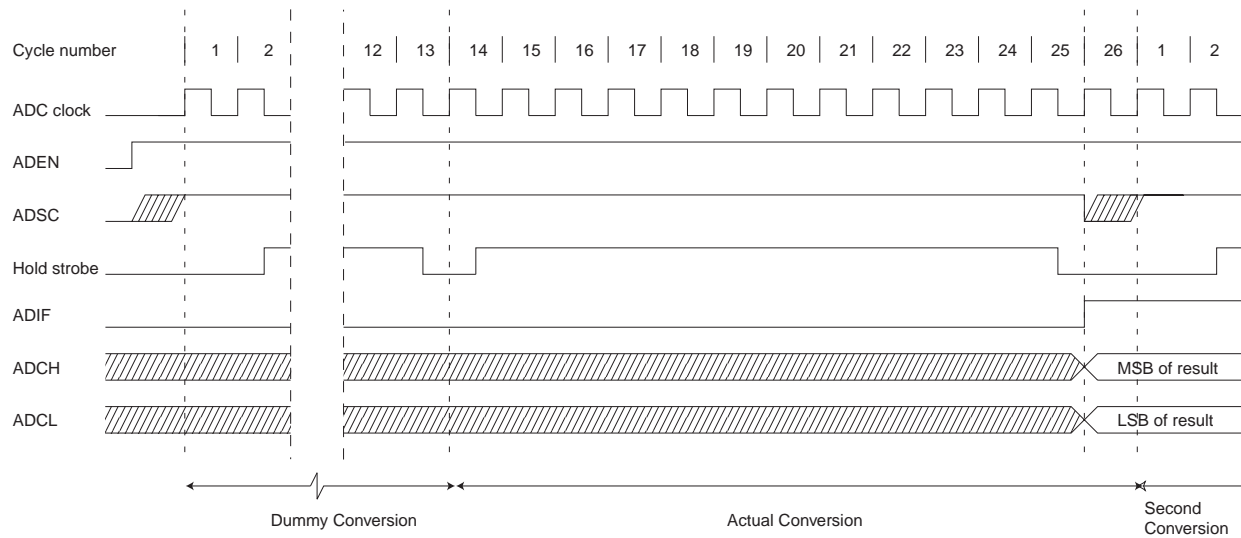 Cycle number 1 2 12 13 14 15 16 17 18 19 20 21 22 23 24 25 26 1 2
ADC clock
ADEN
ADSC
Hold strobe
ADIF
ADCH MSB of result
ADCL LSB of result
Dummy Conversion Actual Conversion Second
Conversion